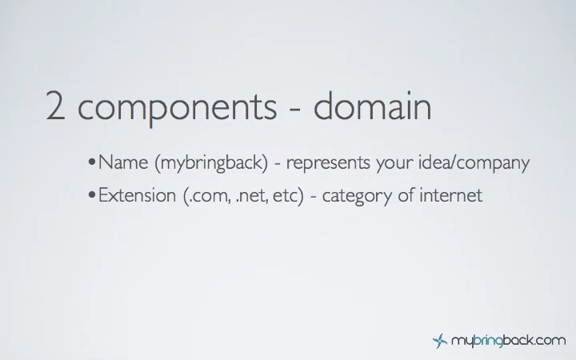 2 components - domain
•Name (mybringback) - represents your idea/company
•Extension (.com, .net, etc) - category of internet
mybringback.com